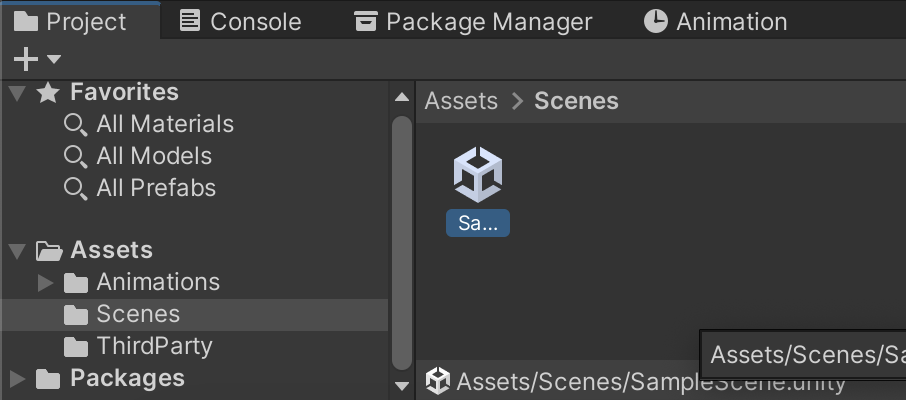 Project Console Package Manager Animation
Favorites
All Materials
All Models
All Prefabs
Assets
Animations
Scenes
ThirdParty
Packages
Assets > Scenes
Sa...
Assets/Scenes/Sa
Assets/Scenes/SampleScene.unity